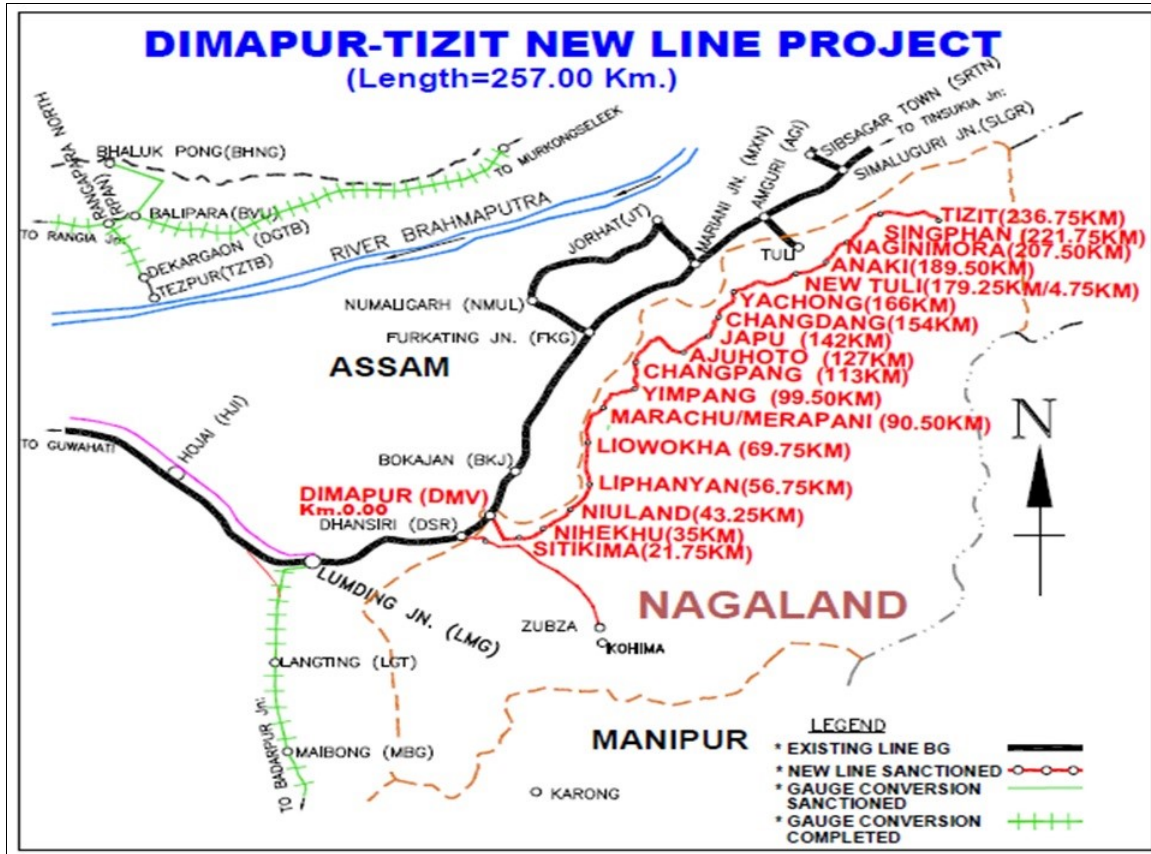 DIMAPUR-TIZIT NEW LINE PROJECT
(Length=257.00 Km.)
RANGAPARA NORTH
(RPAN)
BHALUK PONG(BHNG)
TO MURKONGSELEEK
BALIPARA(BVU)
TO RANGIA Jn
DEKARGAON (DGTB)
TEZPUR(TZTB)
RIVER BRAHMAPUTRA
SIBSAGAR TOWN (SRTN)
TO TINSUKIA Jn:
SIMALUGURI JN.(SLGR)
AMGURI (AGI)
MARIANI JN. (MXN)
JORHAT(JT)
TULI
NUMALIGARH (NMUL)
FURKATING JN. (FKG)
ASSAM
TIZIT(236.75KM)
SINGPHAN (221.75KM)
NAGINIMORA(207.50KM)
ANAKI(189.50KM)
NEW TULI(179.25KM/4.75KM)
YACHONG(166KM)
CHANGDANG(154KM)
JAPU (142KM)
AJUHOTO (127KM)
CHANGPANG (113KM)
YIMPANG (99.50KM)
MARACHU/MERAPANI (90.50KM)
LIOWOKHA (69.75KM)
LIPHANYAN(56.75KM)
NIULAND(43.25KM)
NIHEKHU(35KM)
SITIKIMA(21.75KM)
N
TO GUWAHATI
HOJAI (HJI)
BOKAJAN (BKJ)
DIMAPUR (DMV)
Km.0.00
DHANSIRI (DSR)
LUMDING JN. (LMG)
NAGALAND
ZUBZA
KOHIMA
LANGTING (LGT)
MAIBONG (MBG)
TO BADARPUR Jn:
MANIPUR
KARONG
LEGEND
* EXISTING LINE BG
* NEW LINE SANCTIONED
* GAUGE CONVERSION
SANCTIONED
* GAUGE CONVERSION
COMPLETED